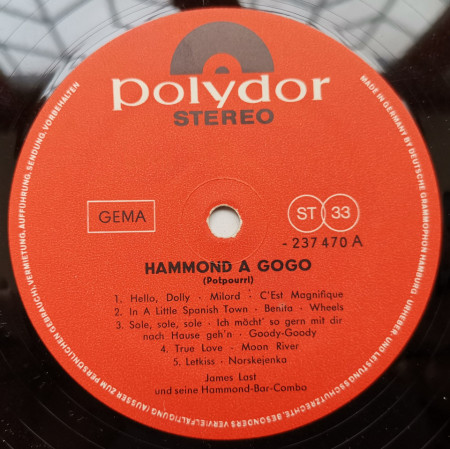 polydor
STEREO
GEMA
ST 33
- 237 470 A
HAMMOND A GOGO
(Potpourri)
1. Hello, Dolly · Milord · C'Est Magnifique
2. In A Little Spanish Town · Benita · Wheels
3. Sole, sole, sole · Ich möcht' so gern mit dir
nach Hause geh'n · Goody-Goody
4. True Love · Moon River
5. Letkiss · Norskejenka
James Last
und seine Hammond-Bar-Combo
MADE IN GERMANY BY DEUTSCHE GRAMMOPHON HAMBURG. URHEBER- UND LEISTUNGSSCHUTZRECHTE, BESONDERS VERVIELFÄLTIGUNG (AUSSER ZUM PERSÖNLICHEN GEBRAUCH), VERMIETUNG, AUFFÜHRUNG, SENDUNG, VORBEHALTEN